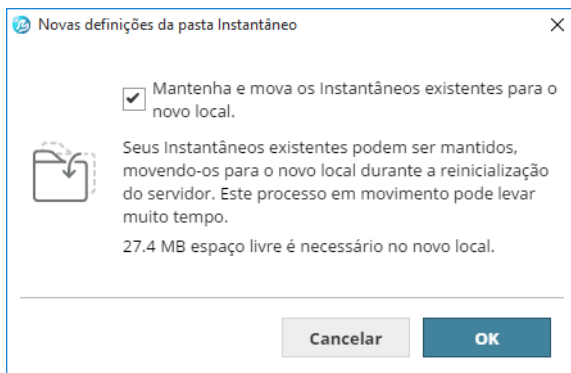 Novas definições da pasta Instantâneo
Mantenha e mova os Instantâneos existentes para o
novo local.
Seus Instantâneos existentes podem ser mantidos,
movendo-os para o novo local durante a reinicialização
do servidor. Este processo em movimento pode levar
muito tempo.
27.4 MB espaço livre é necessário no novo local.
Cancelar
OK